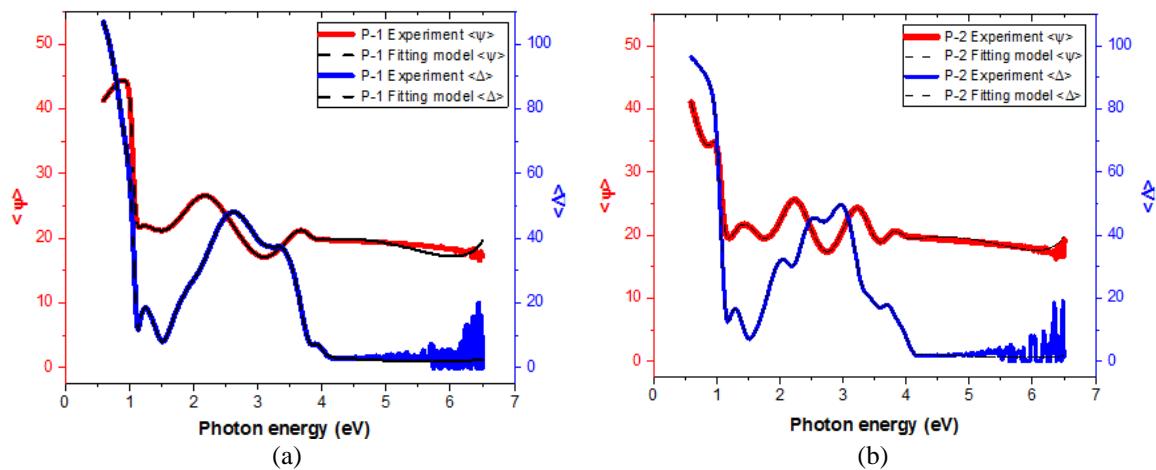 P-1 Experiment <ψ>
P-1 Fitting model <ψ>
P-1 Experiment <Δ>
P-1 Fitting model <Δ>
50
40
30
20
10
0
<ψ>
100
80
60
40
20
0
<Δ>
0 1 2 3 4 5 6 7
Photon energy (eV)
(a)
P-2 Experiment <ψ>
P-2 Fitting model <ψ>
P-2 Experiment <Δ>
P-2 Fitting model <Δ>
50
40
30
20
10
0
<ψ>
100
80
60
40
20
0
<Δ>
0 1 2 3 4 5 6 7
Photon energy (eV)
(b)